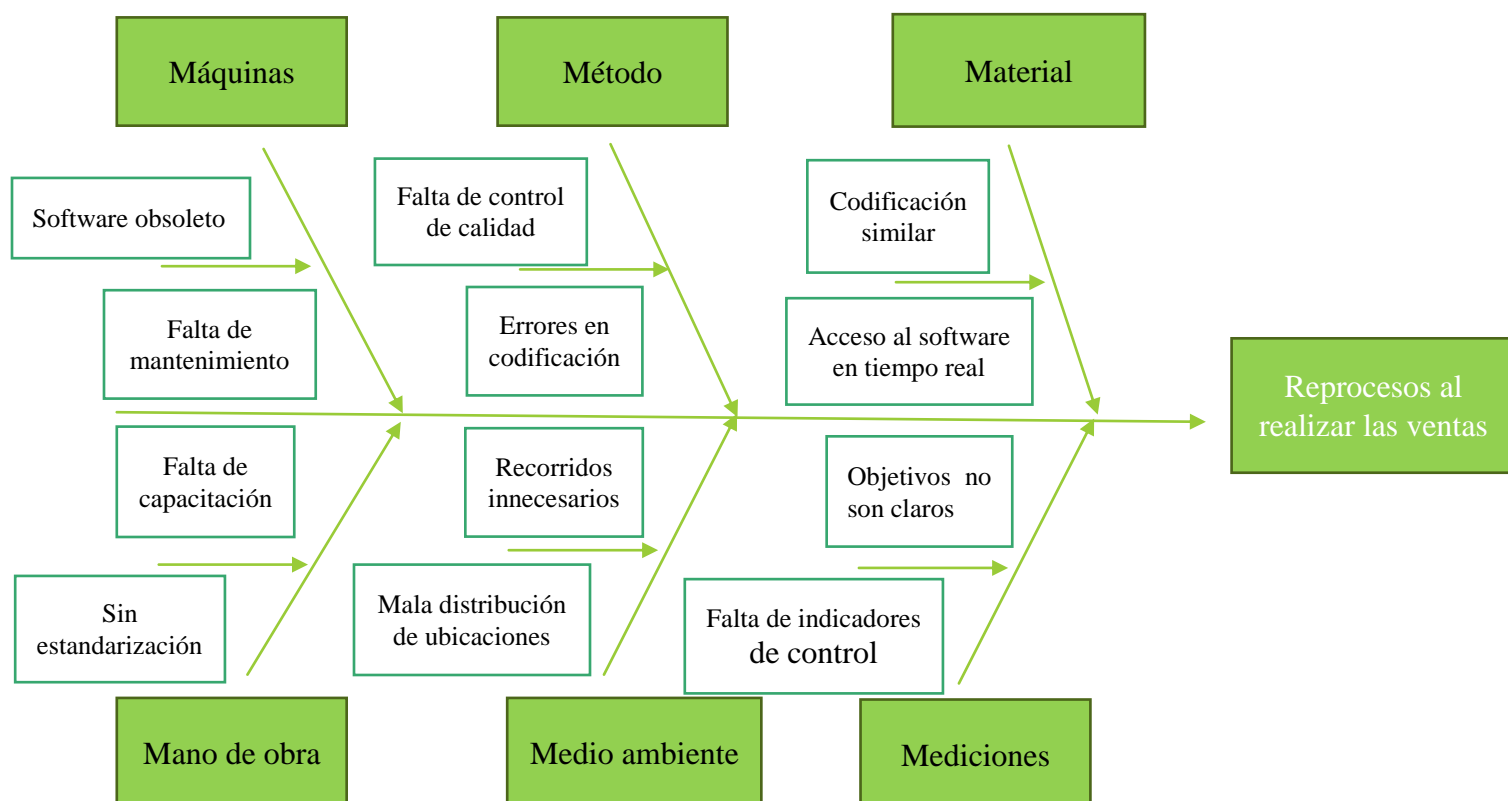 Máquinas
Método
Material
Software obsoleto
Falta de control
de calidad
Codificación
similar
Falta de
mantenimiento
Errores en
codificación
Acceso al software
en tiempo real
Reprocesos al
realizar las ventas
Falta de
capacitación
Recorridos
innecesarios
Objetivos no
son claros
Sin
estandarización
Mala distribución
de ubicaciones
Falta de indicadores
de control
Mano de obra
Medio ambiente
Mediciones